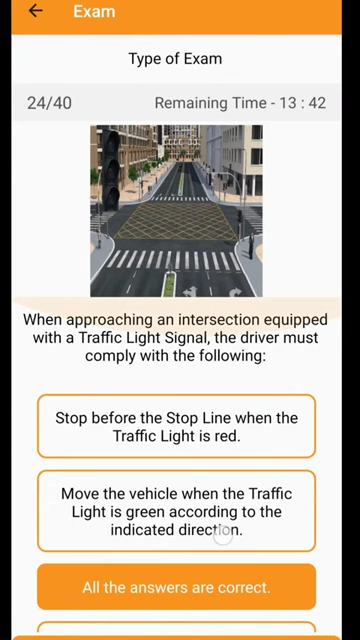 Exam
Type of Exam
24/40
Remaining Time - 13 : 42
When approaching an intersection equipped
with a Traffic Light Signal, the driver must
comply with the following:
Stop before the Stop Line when the
Traffic Light is red.
Move the vehicle when the Traffic
Light is green according to the
indicated direction.
All the answers are correct.